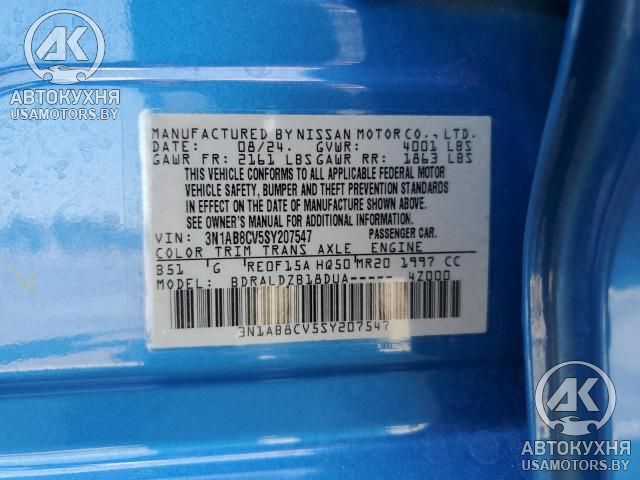 AK
АВТОКУХНЯ
USAMOTORS.BY
MANUFACTURED BY NISSAN MOTOR CO., LTD.
DATE: 08/24. GVWR: 4001 LBS
GAWR FR: 2161 LBS GAWR RR: 1863 LBS
THIS VEHICLE CONFORMS TO ALL APPLICABLE FEDERAL MOTOR
VEHICLE SAFETY, BUMPER AND THEFT PREVENTION STANDARDS
IN EFFECT ON THE DATE OF MANUFACTURE SHOWN ABOVE.
SEE OWNER'S MANUAL FOR ADDITIONAL INFORMATION.
VIN: 3N1AB8CV5SY207547 PASSENGER CAR.
COLOR TRIM TRANS AXLE ENGINE
B51 G RE0F15A HQ50 MR20 1997 CC
MODEL: BDRALDZB18DUA----- 4Z000
3N1AB8CV5SY207547
AK
АВТОКУХНЯ
USAMOTORS.BY